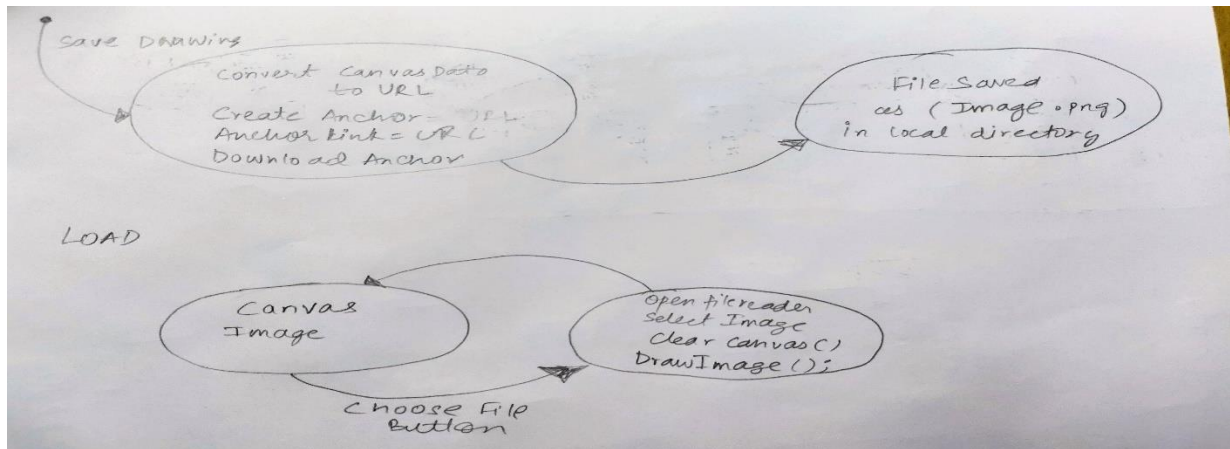 Save Drawing
Convert Canvas Data
to URL
Create Anchor = URL
Anchor Link = URL
Download Anchor
File Saved
as (Image.png)
in local directory
LOAD
Canvas
Image
Open filereader
Select Image
Clear Canvas()
DrawImage();
Choose File
Button